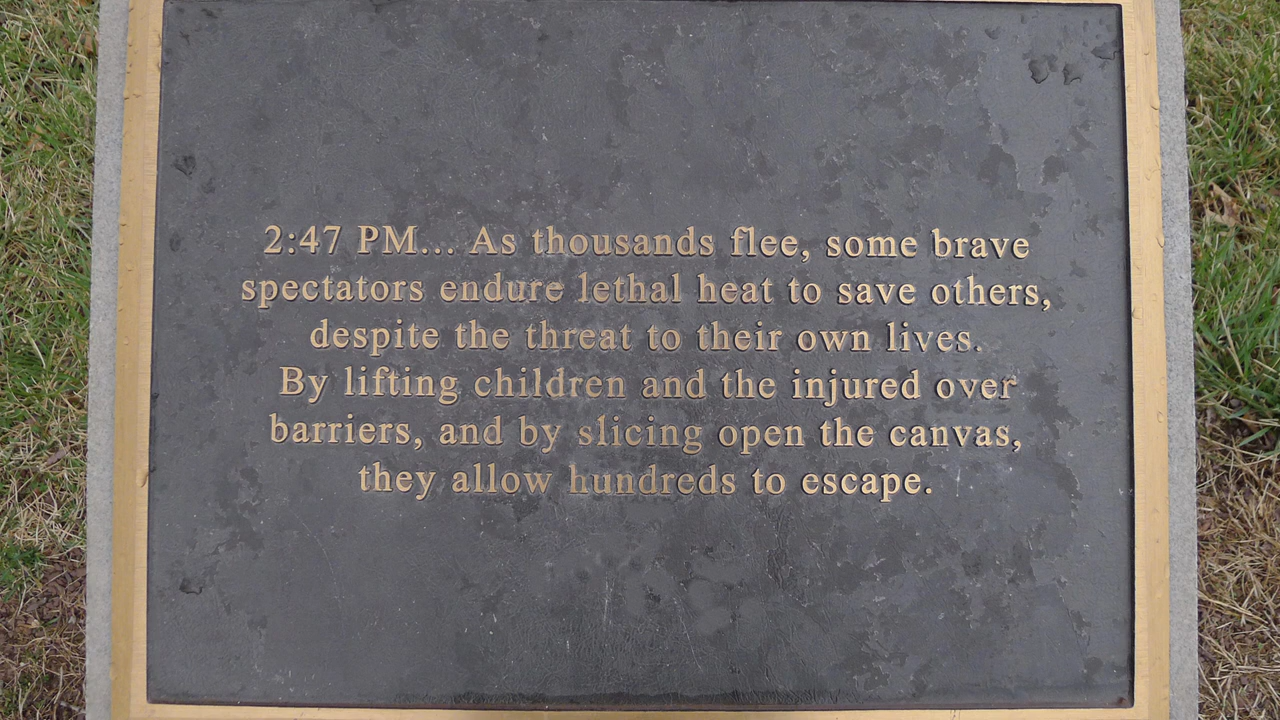 2:47 PM... As thousands flee, some brave
spectators endure lethal heat to save others,
despite the threat to their own lives.
By lifting children and the injured over
barriers, and by slicing open the canvas,
they allow hundreds to escape.